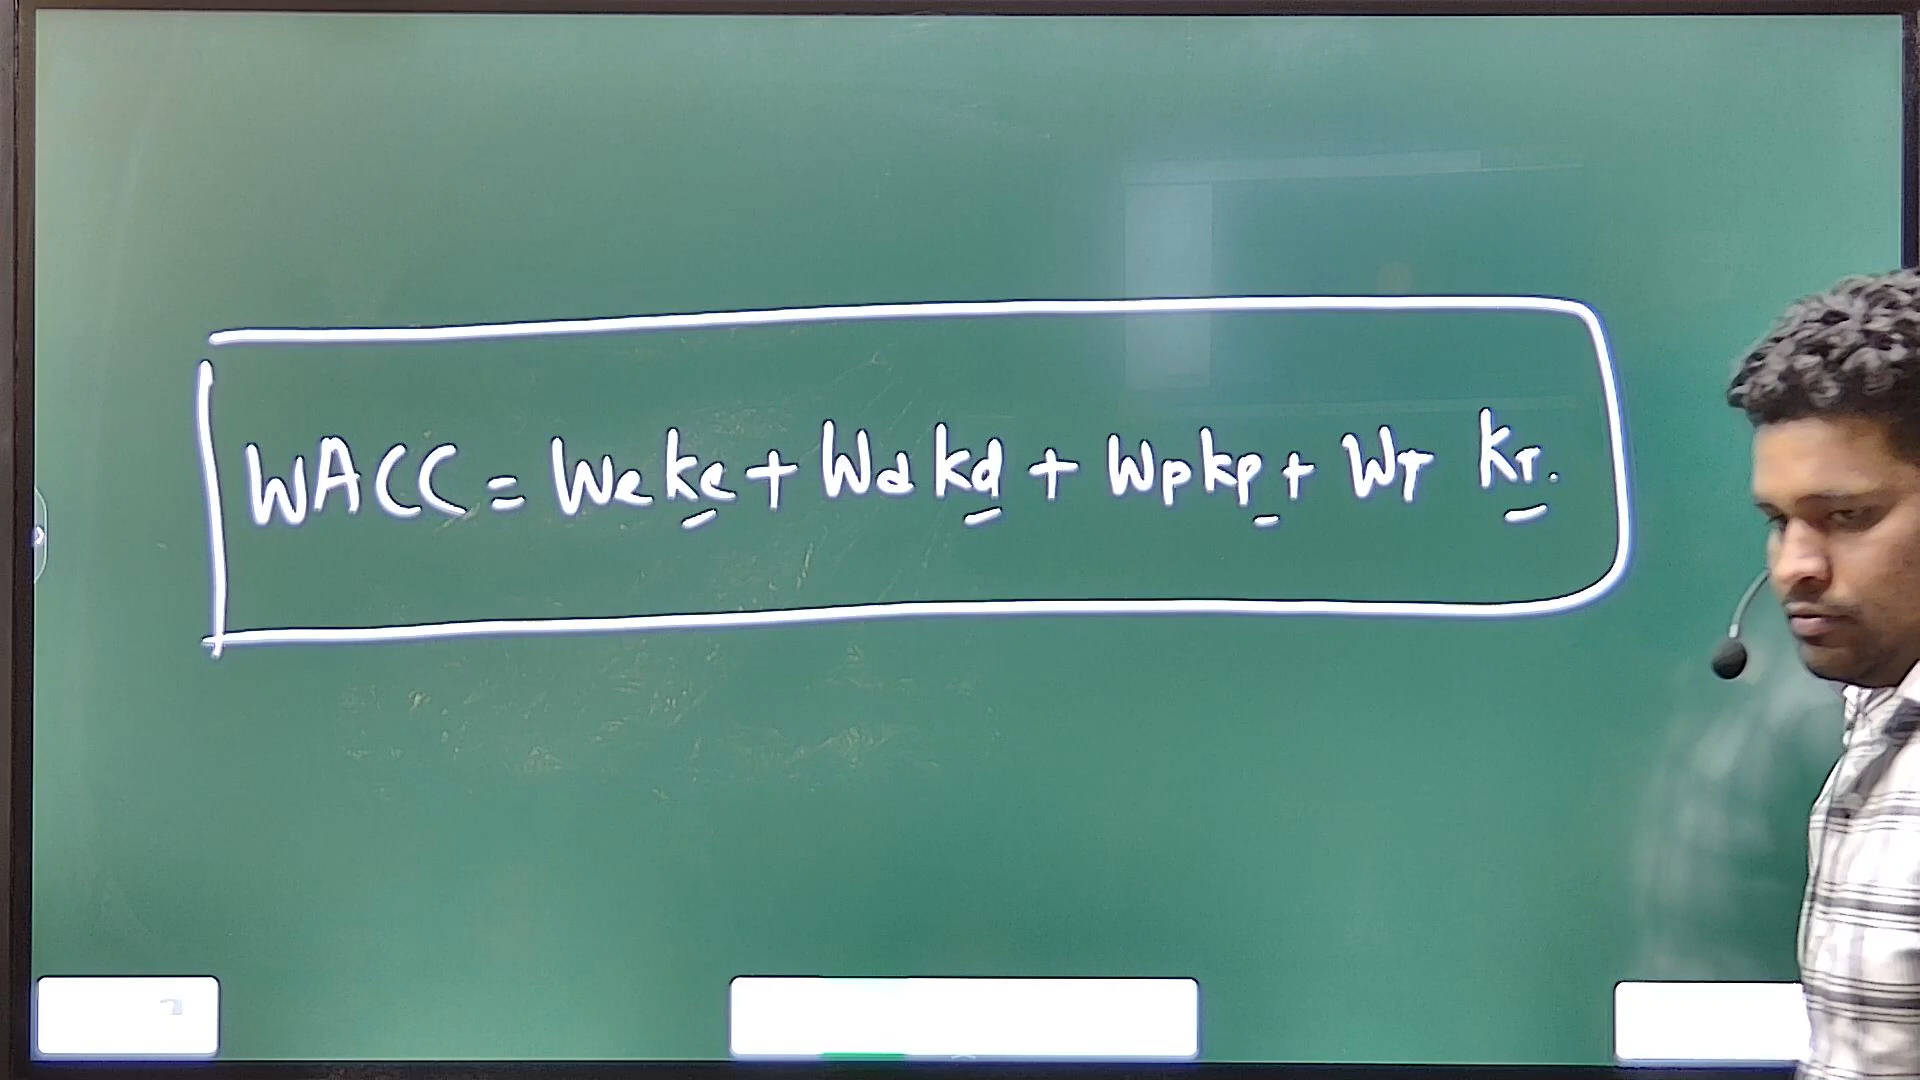 WACC = We ke + Wd kd + Wp kp + Wr kr.